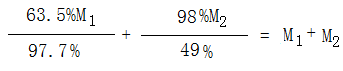 63.5%M₁/97.7% + 98%M₂/49% = M₁+M₂